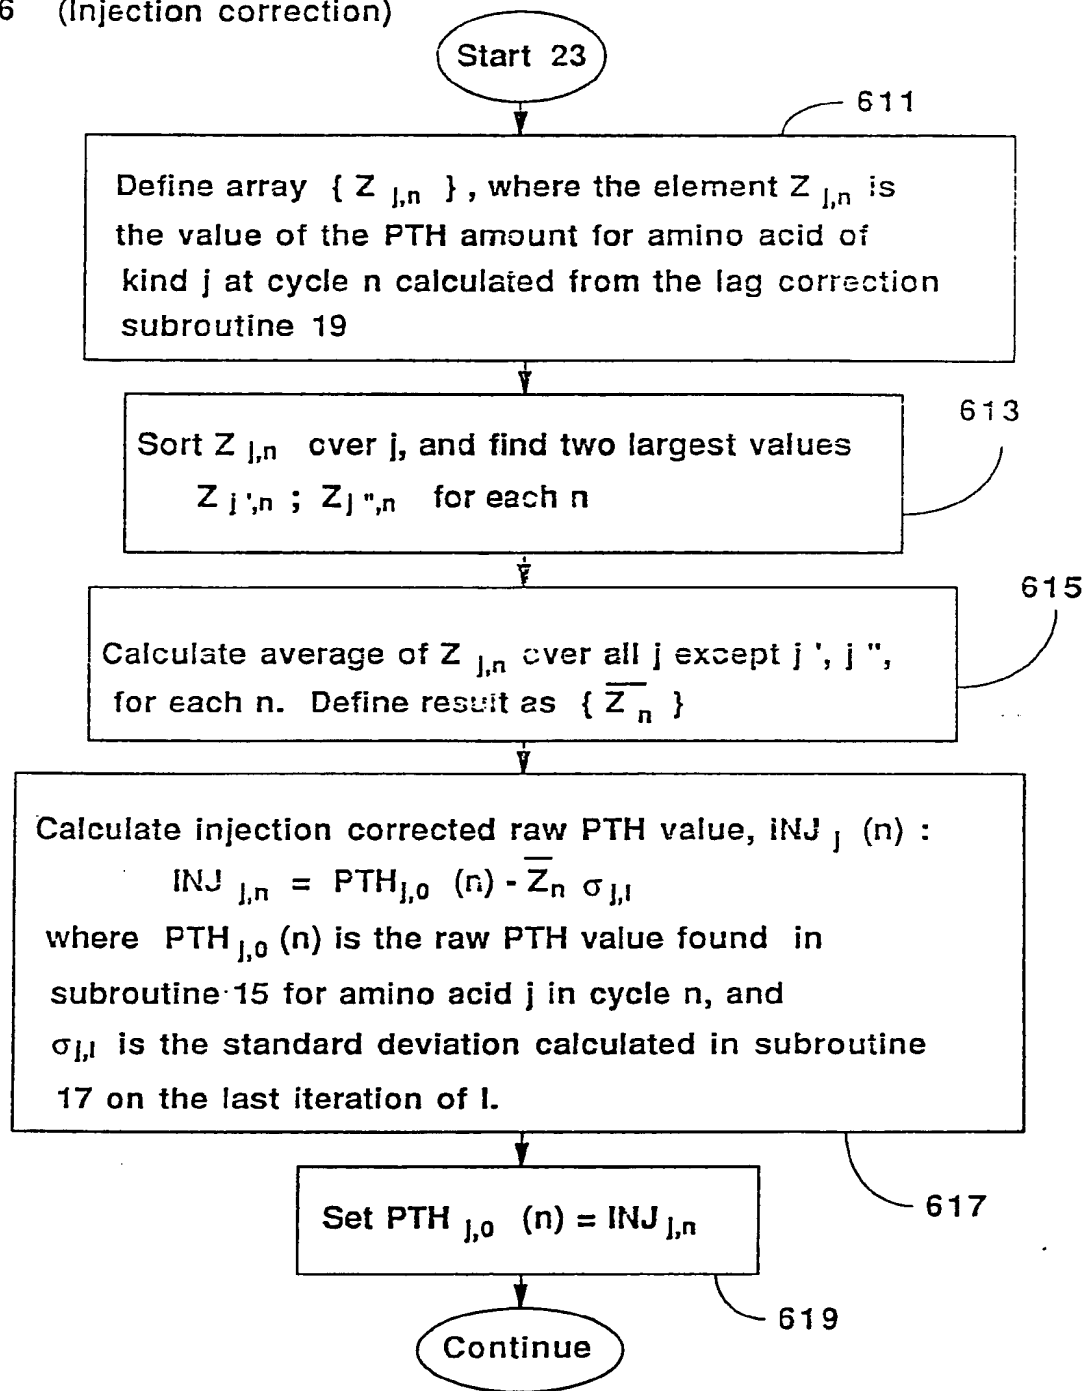 6 (Injection correction)
Start 23
611
Define array { Z j,n } , where the element Z j,n is
the value of the PTH amount for amino acid of
kind j at cycle n calculated from the lag correction
subroutine 19
613
Sort Z j,n over j, and find two largest values
Z j ',n ; Z j ",n for each n
615
Calculate average of Z j,n over all j except j ', j ",
for each n. Define result as { Z̅ n }
Calculate injection corrected raw PTH value, INJ j (n) :
INJ j,n = PTH j,0 (n) - Z̅ n σ j,l
where PTH j,0 (n) is the raw PTH value found in
subroutine 15 for amino acid j in cycle n, and
σ j,l is the standard deviation calculated in subroutine
17 on the last iteration of l.
617
Set PTH j,0 (n) = INJ j,n
619
Continue